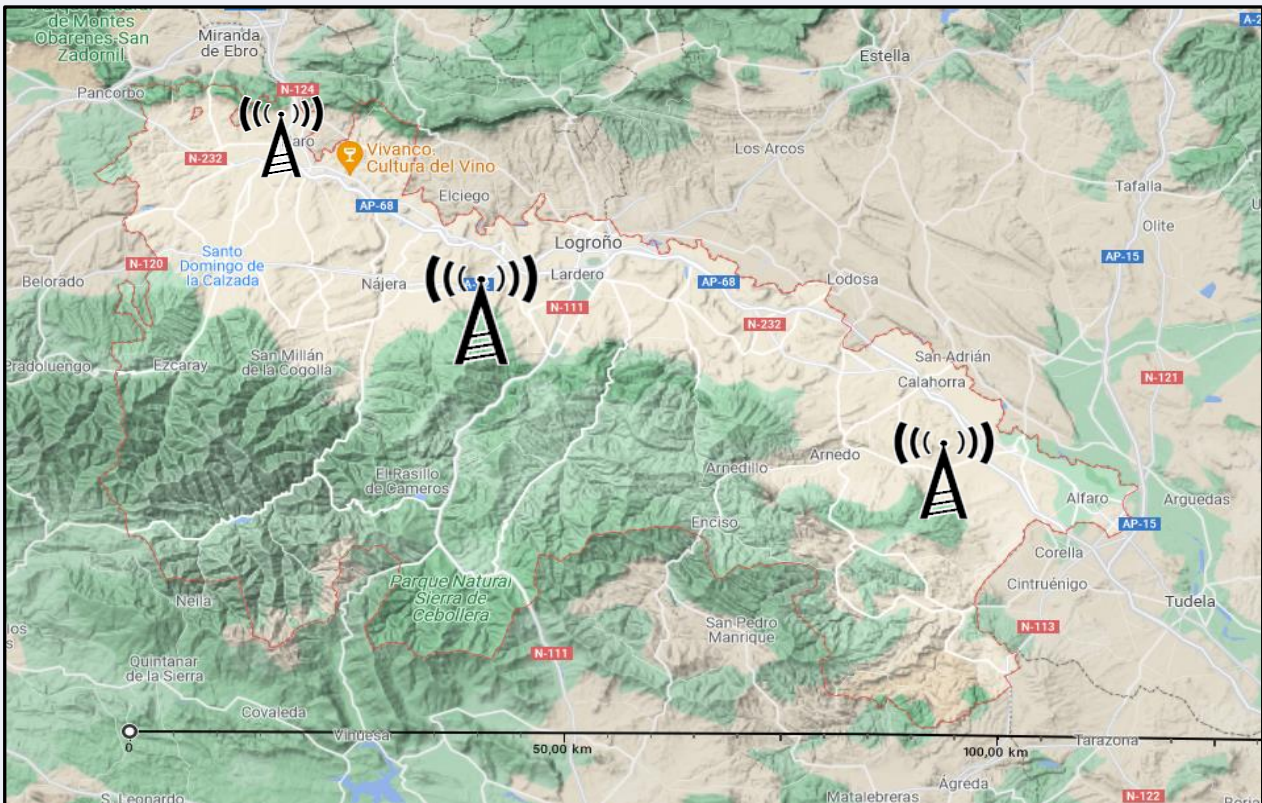 de Montes
Obarenes-San
Zadornil
Miranda
de Ebro
A-2
Estella
Pancorbo
N-124
N-232
aro
Vivanco.
Cultura del Vino
Los Arcos
Tafalla
Elciego
AP-68
Olite
Santo
Domingo de
la Calzada
Logroño
N-120
AP-15
Belorado
Nájera
Lardero
AP-68
Lodosa
N-111
N-232
San Millán
de la Cogolla
San Adrián
Pradoluengo
Ezcaray
Calahorra
N-121
El Rasillo
de Cameros
Arnedillo
Arnedo
Alfaro
Arguedas
Enciso
AP-15
Corella
Parque Natural
Sierra de
Cebollera
Cintruénigo
Neila
Tudela
San Pedro
Manrique
N-113
N-111
Quintanar
de la Sierra
Covaleda
Vinuesa
0
50,00 km
100,00 km
Tarazona
Ágreda
S. Leonardo
Matalebreras
N-122